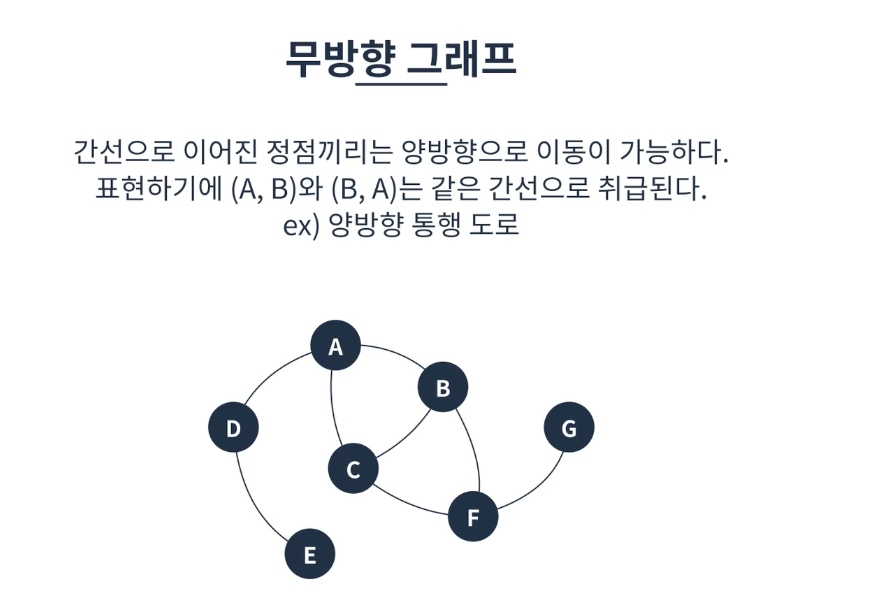 무방향 그래프
간선으로 이어진 정점끼리는 양방향으로 이동이 가능하다.
표현하기에 (A, B)와 (B, A)는 같은 간선으로 취급된다.
ex) 양방향 통행 도로
A
B
D
G
C
F
E